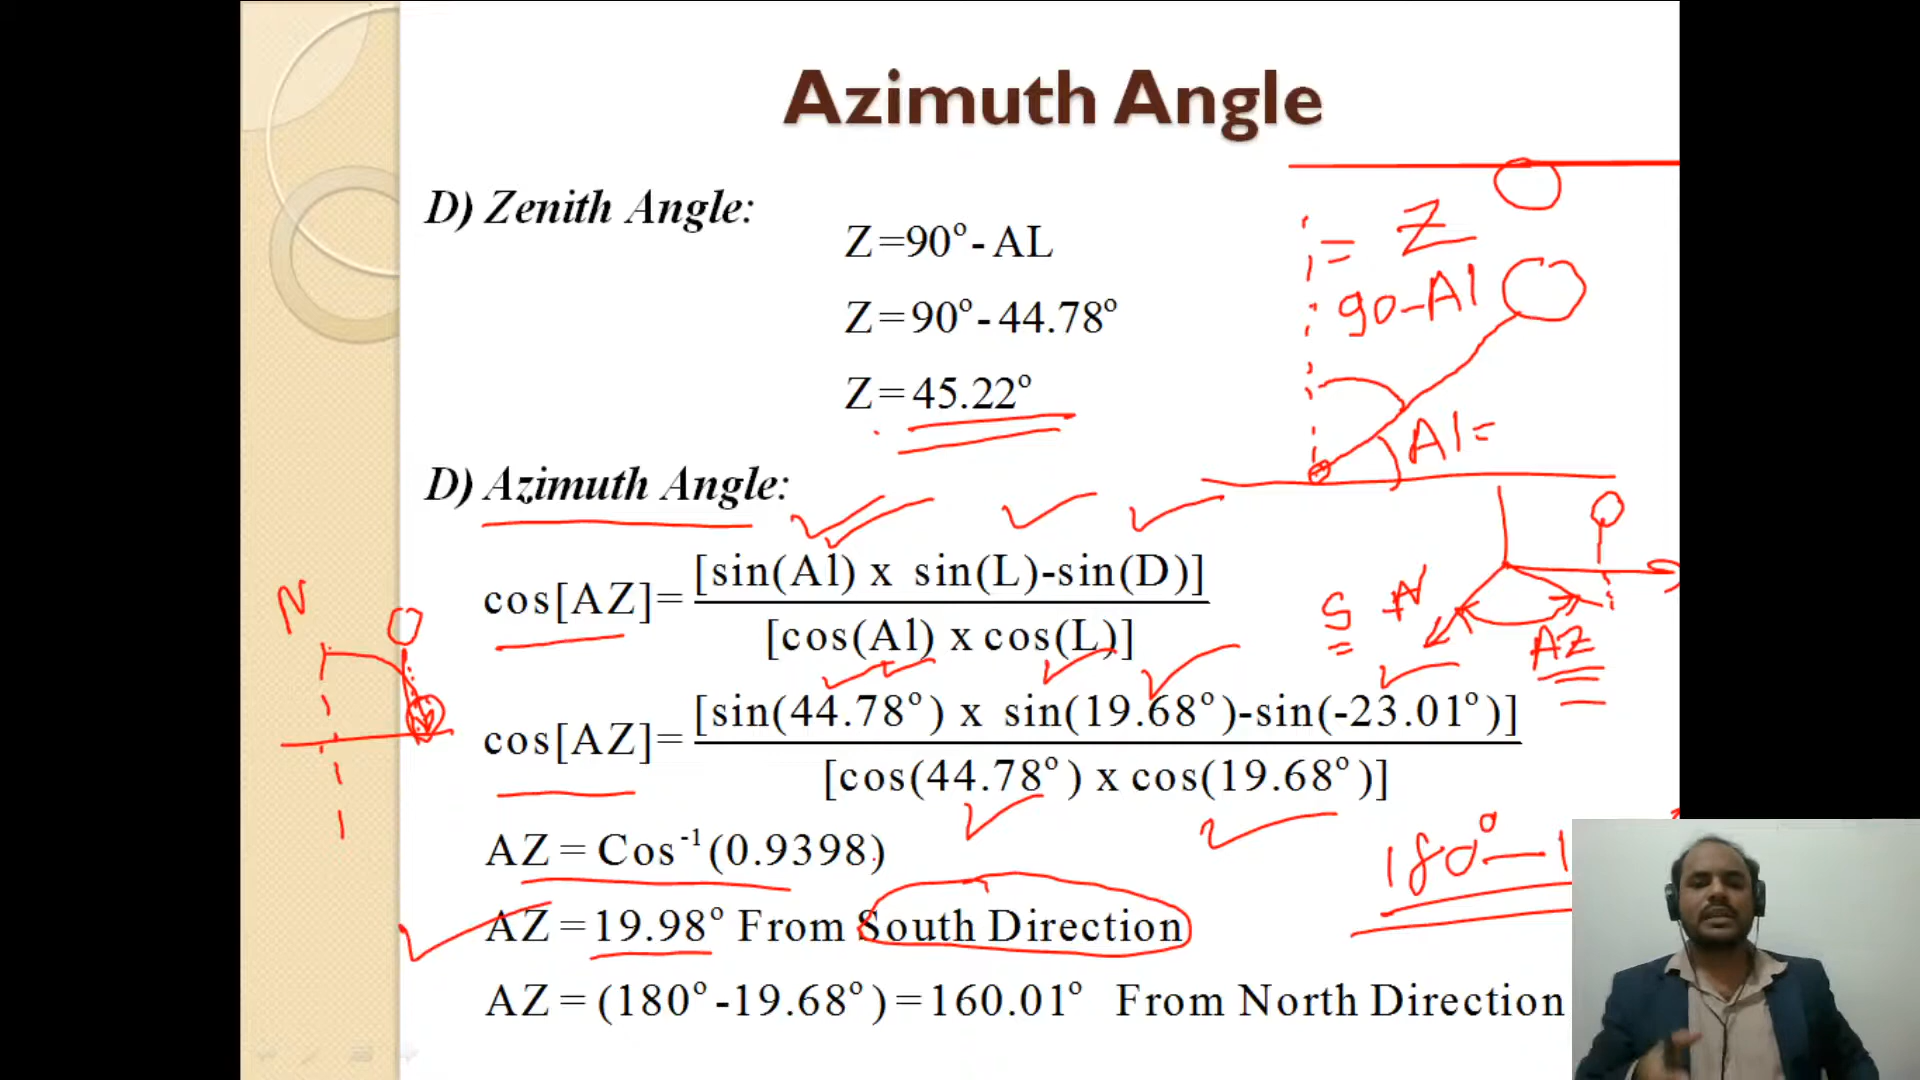 Azimuth Angle
D) Zenith Angle:
Z=90°- AL
Z=90°- 44.78°
Z=45.22°
= Z
90-Al
Al=
D) Azimuth Angle:
cos[AZ]= [sin(Al) x sin(L)-sin(D)]
[cos(Al) x cos(L)]
N
S N
AZ
cos[AZ]= [sin(44.78°) x sin(19.68°)-sin(-23.01°)]
[cos(44.78°) x cos(19.68°)]
AZ = Cos⁻¹(0.9398)
180°-1
AZ = 19.98° From South Direction
AZ = (180° -19.68°) = 160.01° From North Direction